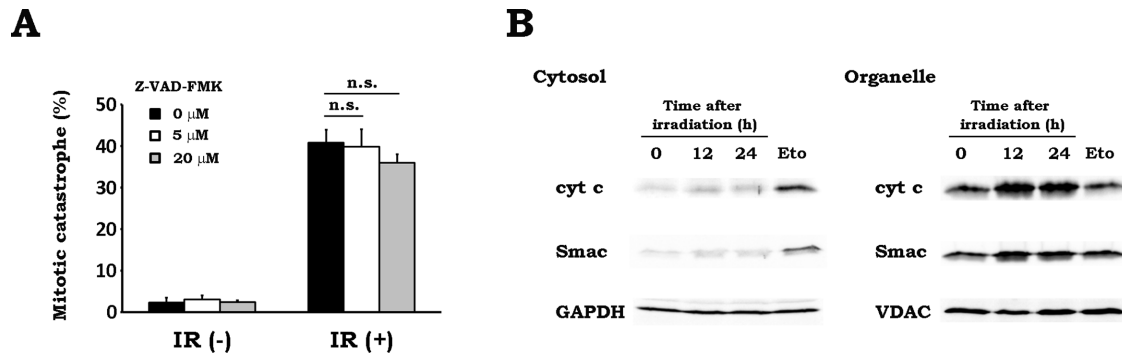 A
Z-VAD-FMK
0 μM
5 μM
20 μM
n.s.
n.s.
Mitotic catastrophe (%)
50
40
30
20
10
0
IR (-)
IR (+)
B
Cytosol
Time after
irradiation (h)
0 12 24 Eto
cyt c
Smac
GAPDH
Organelle
Time after
irradiation (h)
0 12 24 Eto
cyt c
Smac
VDAC